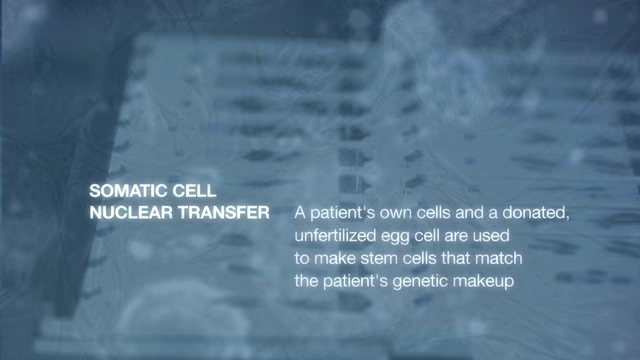 SOMATIC CELL
NUCLEAR TRANSFER
A patient's own cells and a donated,
unfertilized egg cell are used
to make stem cells that match
the patient's genetic makeup